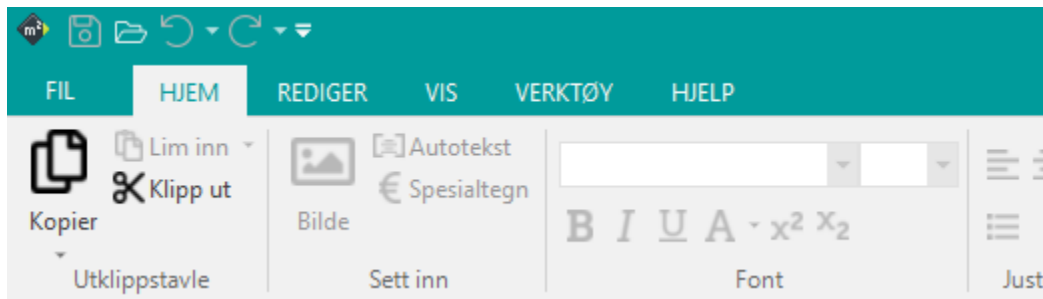 m²
FIL HJEM REDIGER VIS VERKTØY HJELP
Lim inn Autotekst
Klipp ut € Spesialtegn
Kopier Bilde B I U A x² x₂
Utklippstavle Sett inn Font Just